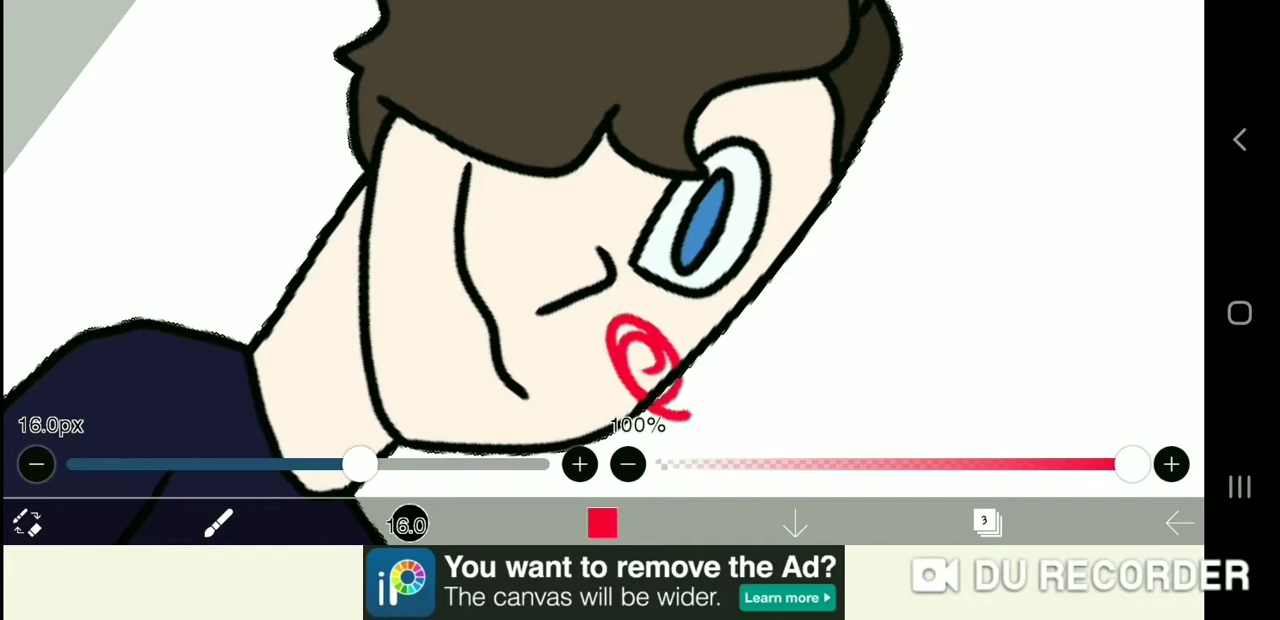 16.0px
100%
16.0
3
iP
You want to remove the Ad?
The canvas will be wider.
Learn more
DU RECORDER